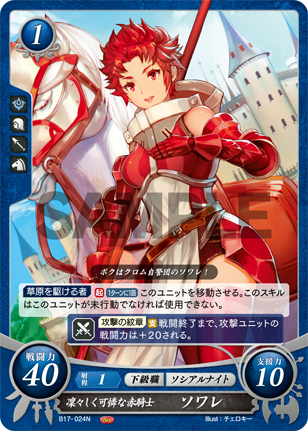 1
SAMPLE
ボクはクロム自警団のソワレ！
草原を駆ける者 起 1ターンに1回 このユニットを移動させる。このスキル
はこのユニットが未行動でなければ使用できない。
攻撃の紋章 支 戦闘終了まで、攻撃ユニットの
戦闘力は+20される。
戦闘力
40
射程 1
下級職
ソシアルナイト
支援力
10
凛々しく可憐な赤騎士
ソワレ
B17-024N
Illust：チェロキー